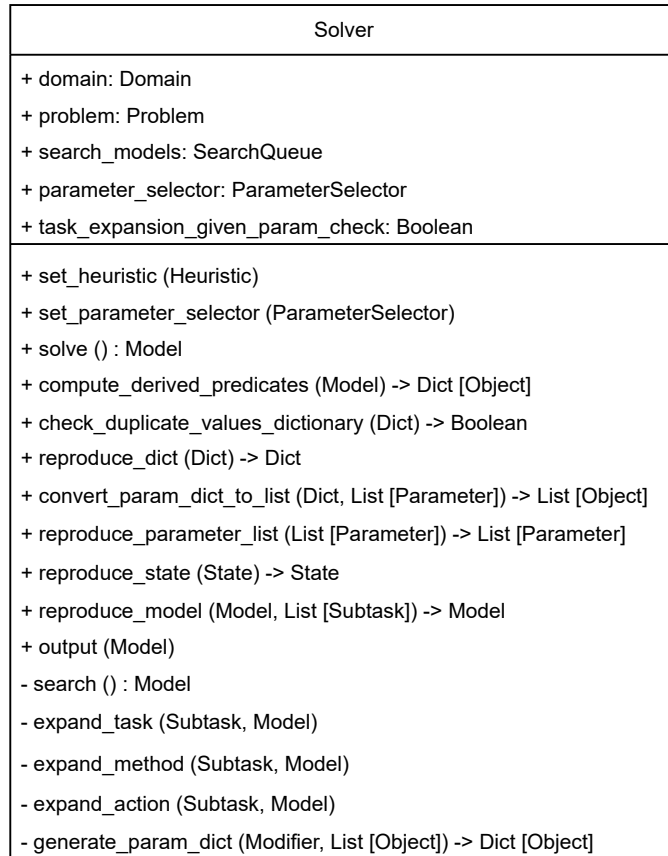 Solver
+ domain: Domain
+ problem: Problem
+ search_models: SearchQueue
+ parameter_selector: ParameterSelector
+ task_expansion_given_param_check: Boolean
+ set_heuristic (Heuristic)
+ set_parameter_selector (ParameterSelector)
+ solve () : Model
+ compute_derived_predicates (Model) -> Dict [Object]
+ check_duplicate_values_dictionary (Dict) -> Boolean
+ reproduce_dict (Dict) -> Dict
+ convert_param_dict_to_list (Dict, List [Parameter]) -> List [Object]
+ reproduce_parameter_list (List [Parameter]) -> List [Parameter]
+ reproduce_state (State) -> State
+ reproduce_model (Model, List [Subtask]) -> Model
+ output (Model)
- search () : Model
- expand_task (Subtask, Model)
- expand_method (Subtask, Model)
- expand_action (Subtask, Model)
- generate_param_dict (Modifier, List [Object]) -> Dict [Object]